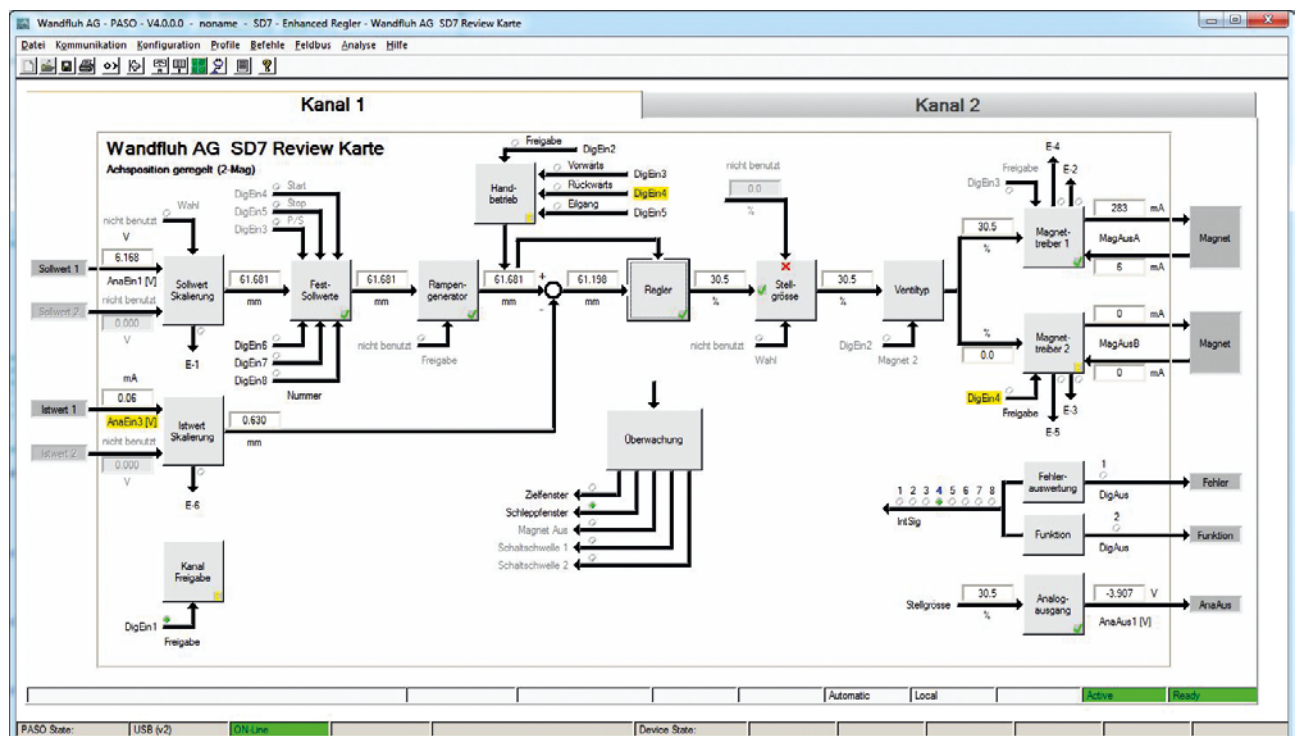 Wandfluh AG - PASO - V4.0.0.0 - noname - SD7 - Enhanced Regler - Wandfluh AG SD7 Review Karte
Datei Kommunikation Konfiguration Profile Befehle Feldbus Analyse Hilfe
Kanal 1
Kanal 2
Wandfluh AG SD7 Review Karte
Achsposition geregelt (2-Mag)
nicht benutzt
Wahl
V
6.168
Sollwert 1
AnaEin1 [V]
nicht benutzt
Sollwert 2
0.000
V
Sollwert
Skalierung
E-1
61.681
mm
DigEin4
Start
DigEin5
Stop
DigEin3
P/S
Fest-
Sollwerte
DigEin6
DigEin7
DigEin8
Nummer
61.681
mm
Rampen-
generator
nicht benutzt
Freigabe
Freigabe
DigEin2
Vorwärts
DigEin3
Rückwärts
DigEin4
Eilgang
DigEin5
Hand-
betrieb
61.681
mm
+
-
61.198
mm
Regler
30.5
%
nicht benutzt
0.0
%
Stell-
grösse
nicht benutzt
Wahl
30.5
%
Ventiltyp
DigEin2
Magnet 2
30.5
%
%
0.0
E-4
E-2
Freigabe
DigEin3
Magnet-
treiber 1
283 mA
MagAusA
6 mA
Magnet
Magnet-
treiber 2
0 mA
MagAusB
0 mA
Magnet
DigEin4
Freigabe
E-3
E-5
mA
0.06
Istwert 1
AnaEin3 [V]
nicht benutzt
Istwert 2
0.000
V
Istwert
Skalierung
E-6
0.630
mm
Überwachung
Zielfenster
Schleppfenster
Magnet Aus
Schaltschwelle 1
Schaltschwelle 2
1 2 3 4 5 6 7 8
IntSig
Fehler-
auswertung
1
DigAus
Fehler
Funktion
2
DigAus
Funktion
Kanal
Freigabe
DigEin1
Freigabe
Stellgrösse
30.5
%
Analog-
ausgang
-3.907 V
AnaAus1 [V]
AnaAus
Automatic
Local
Active
Ready
PASO State:
USB (v2)
ON-Line
Device State: